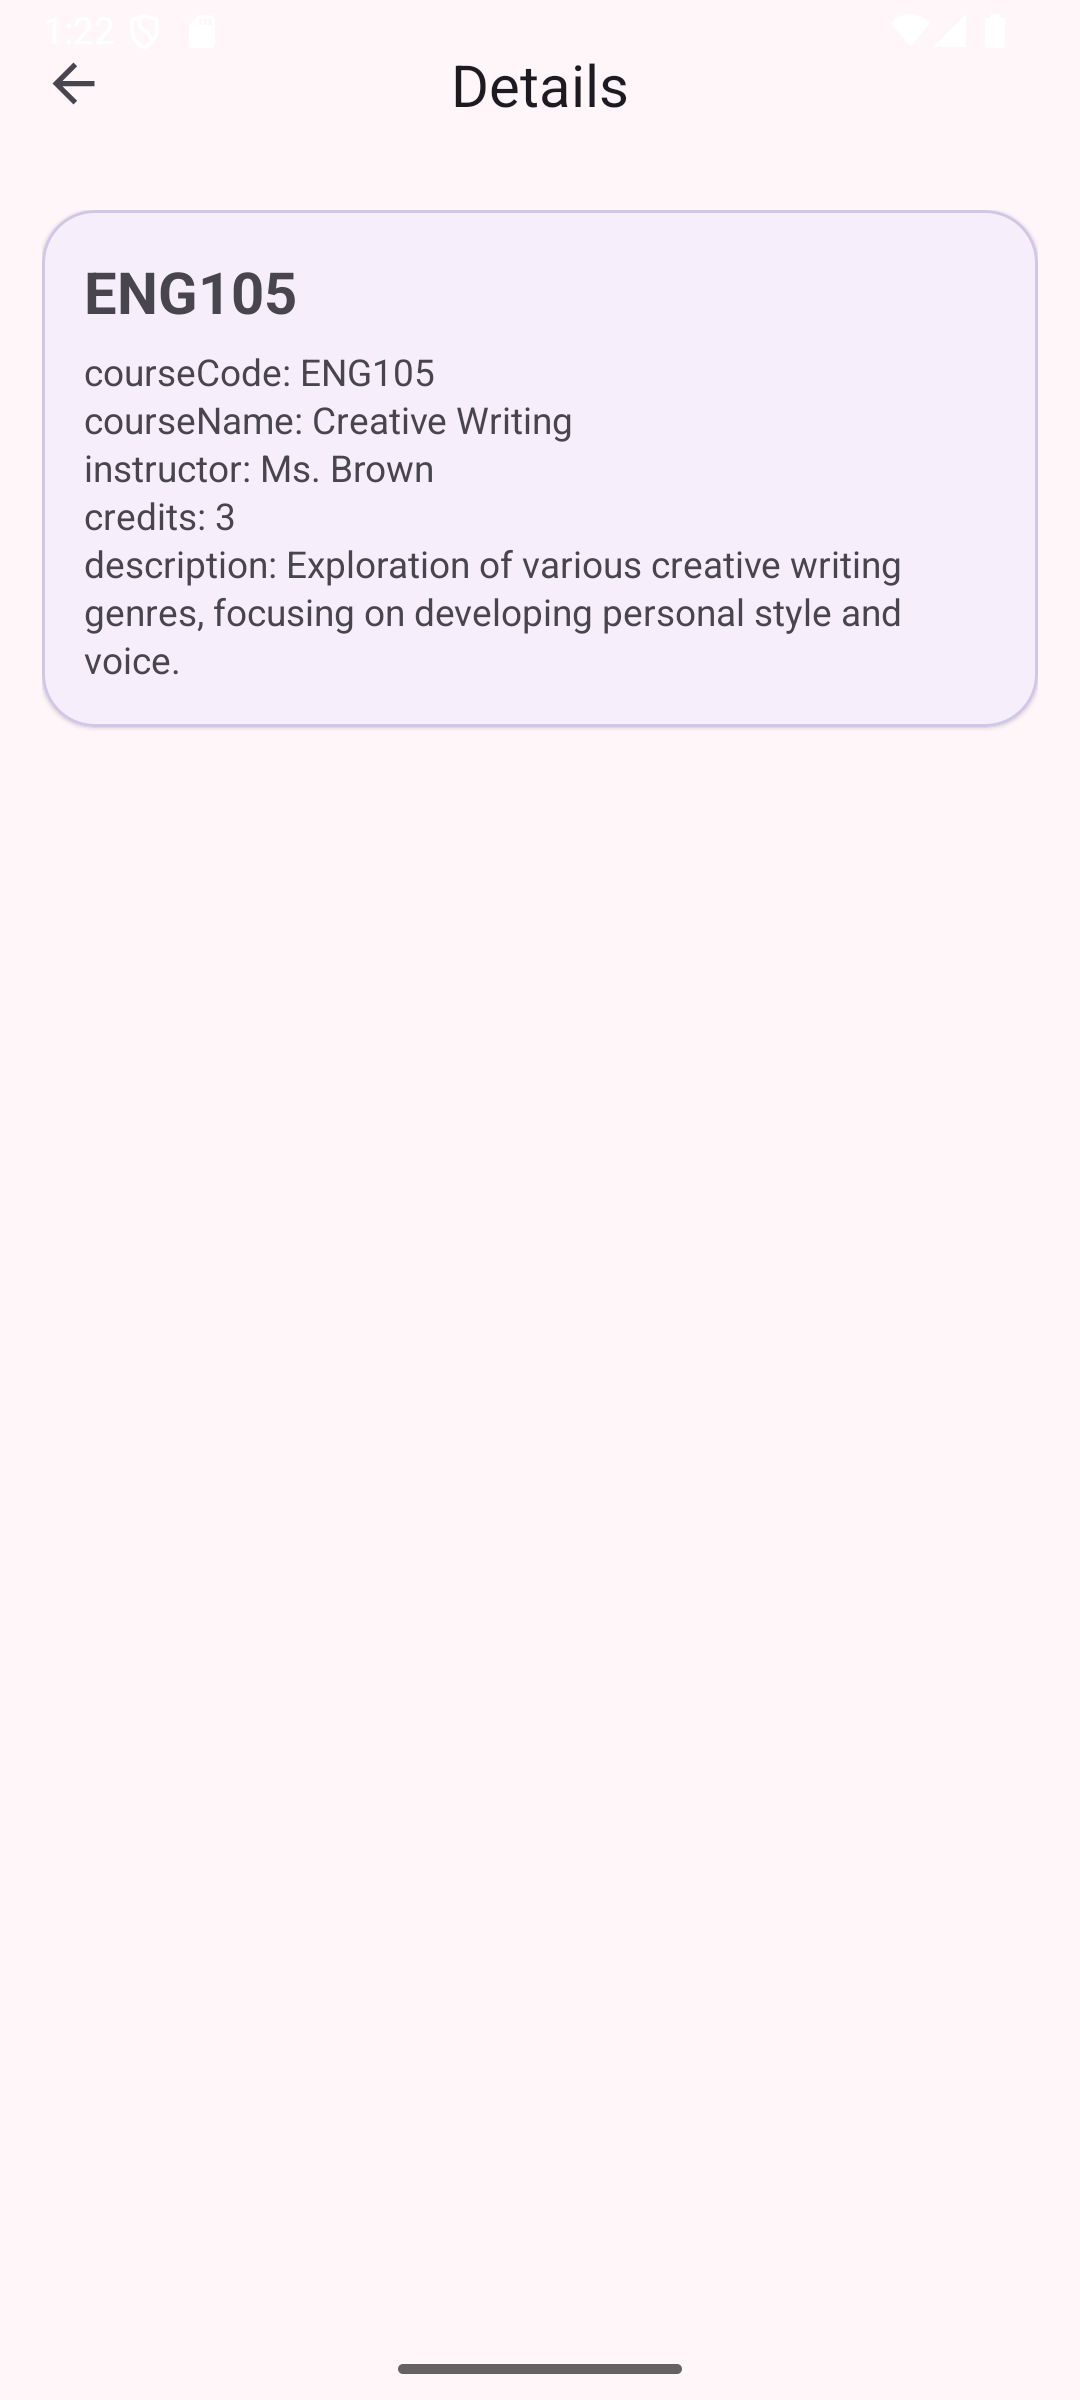 1:22
Details
ENG105
courseCode: ENG105
courseName: Creative Writing
instructor: Ms. Brown
credits: 3
description: Exploration of various creative writing
genres, focusing on developing personal style and
voice.